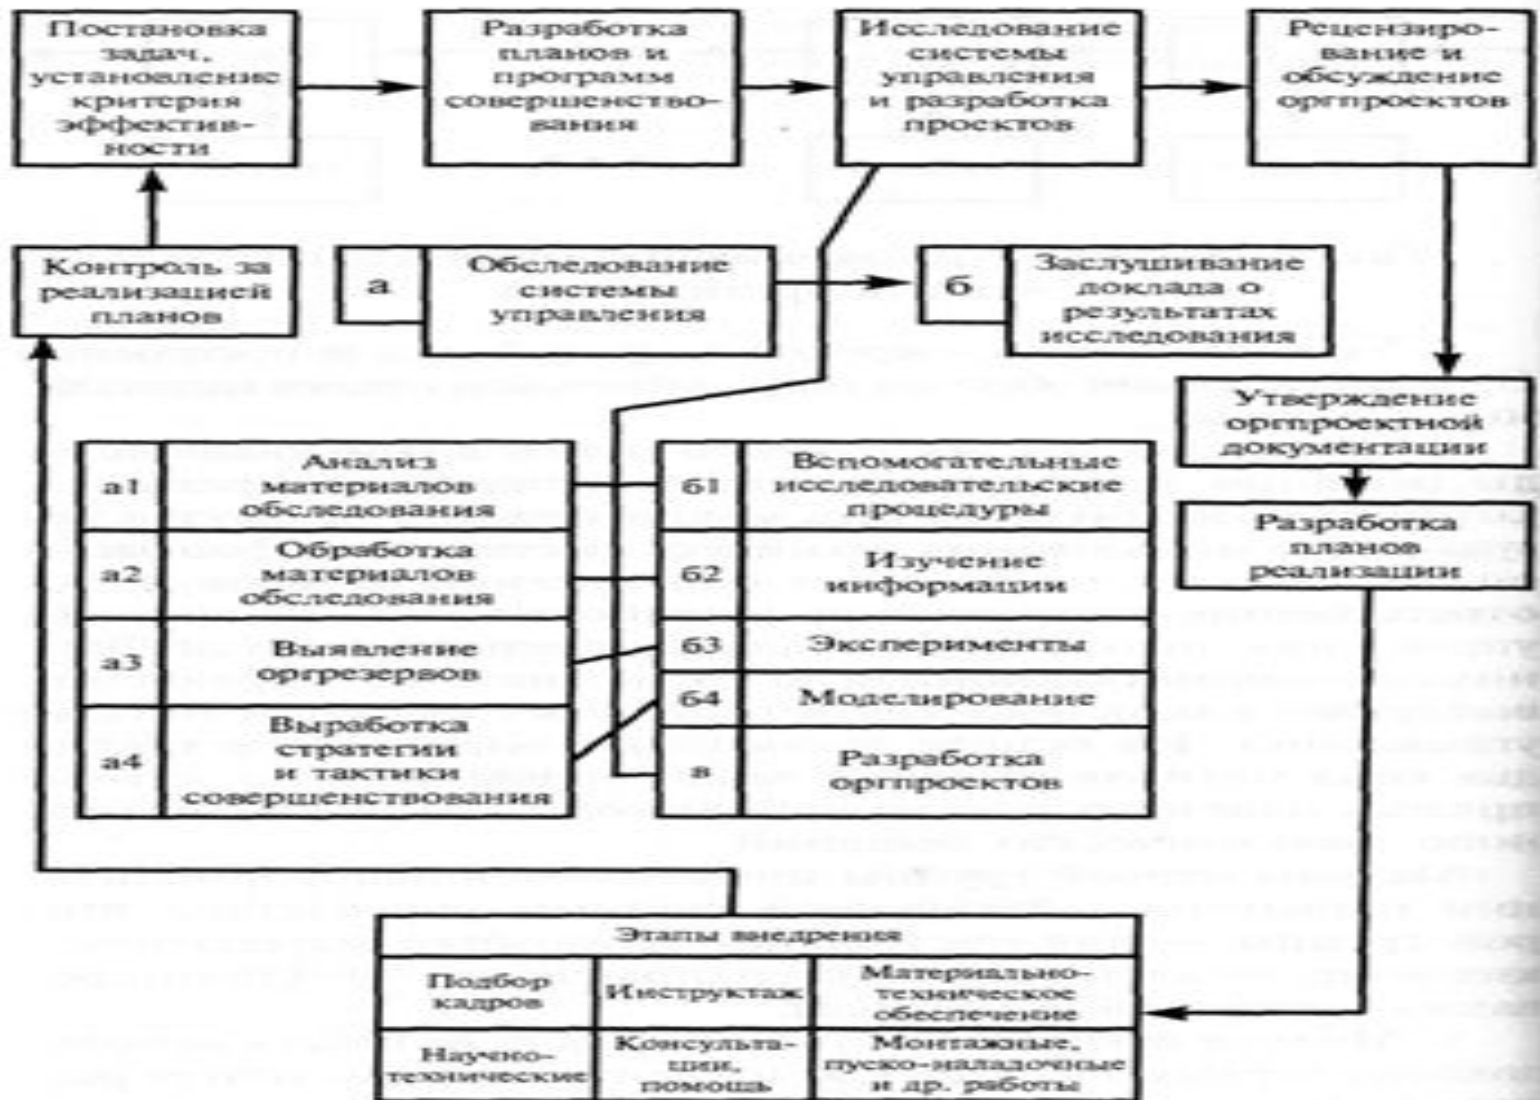 Постановка
задач,
установление
критерия
эффектив-
ности
Разработка
планов и
программ
совершенство-
вания
Исследование
системы
управления
и разработка
проектов
Рецензиро-
вание и
обсуждение
оргпроектов
Контроль за
реализацией
планов
а
Обследование
системы
управления
б
Заслушивание
доклада о
результатах
исследования
Утверждение
оргпроектной
документации
Разработка
планов
реализации
а1
Анализ
материалов
обследования
а2
Обработка
материалов
обследования
а3
Выявление
оргрезервов
а4
Выработка
стратегии
и тактики
совершенствования
б1
Вспомогательные
исследовательские
процедуры
б2
Изучение
информации
б3
Эксперименты
б4
Моделирование
в
Разработка
оргпроектов
Этапы внедрения
Подбор
кадров
Инструктаж
Материально-
техническое
обеспечение
Научно-
технические
Консульта-
ции,
помощь
Монтажные,
пуско-наладочные
и др. работы